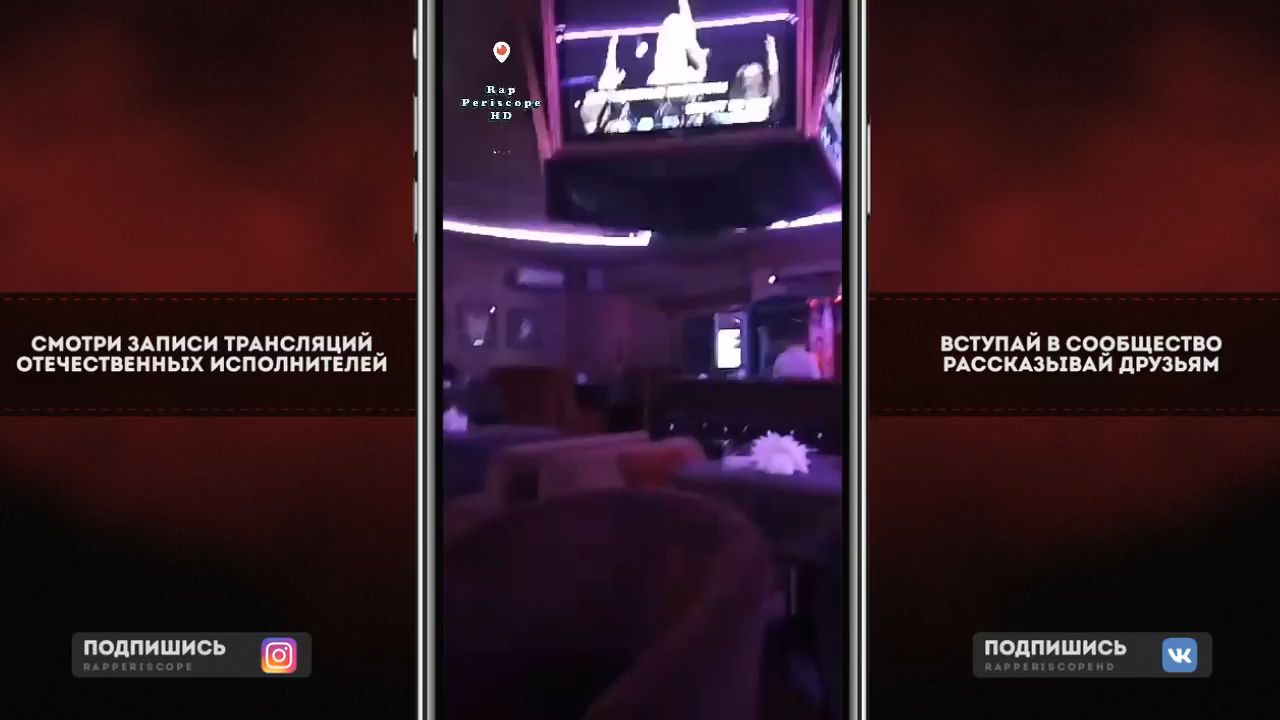 Rap
Periscope
HD
СМОТРИ ЗАПИСИ ТРАНСЛЯЦИЙ
ОТЕЧЕСТВЕННЫХ ИСПОЛНИТЕЛЕЙ
ВСТУПАЙ В СООБЩЕСТВО
РАССКАЗЫВАЙ ДРУЗЬЯМ
ПОДПИШИСЬ
RAPPERISCOPE
ПОДПИШИСЬ
RAPPERISCOPEHD